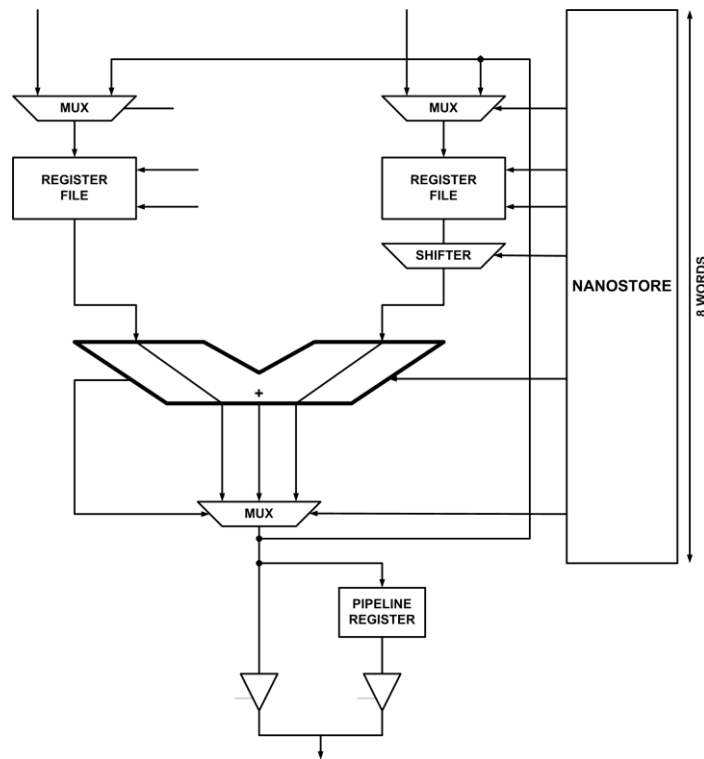 MUX
MUX
REGISTER
FILE
REGISTER
FILE
SHIFTER
NANOSTORE
8 WORDS
+
MUX
PIPELINE
REGISTER